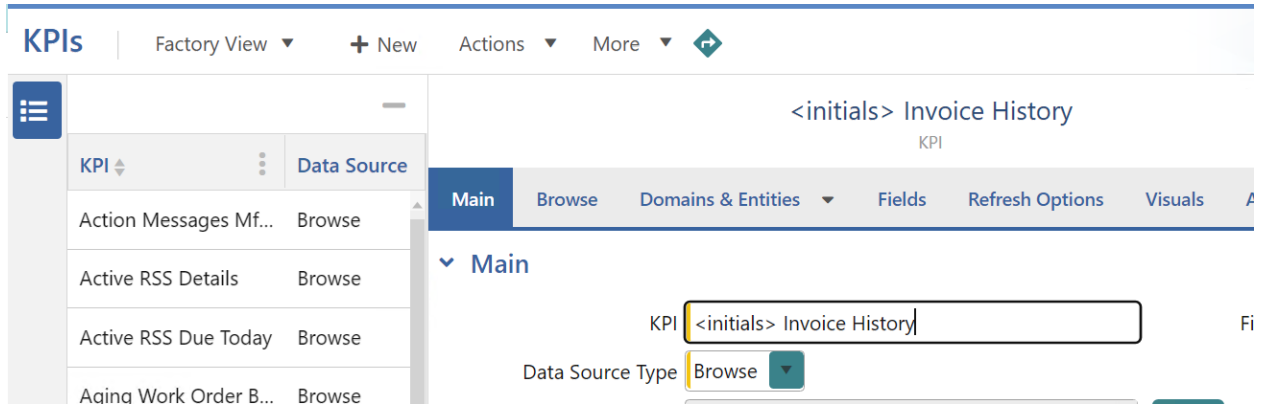 KPIs Factory View New Actions More
<initials> Invoice History
KPI
KPI Data Source
Main Browse Domains & Entities Fields Refresh Options Visuals
Action Messages Mf... Browse
Main
Active RSS Details Browse
KPI <initials> Invoice History Fi
Active RSS Due Today Browse
Data Source Type Browse
Aging Work Order B... Browse